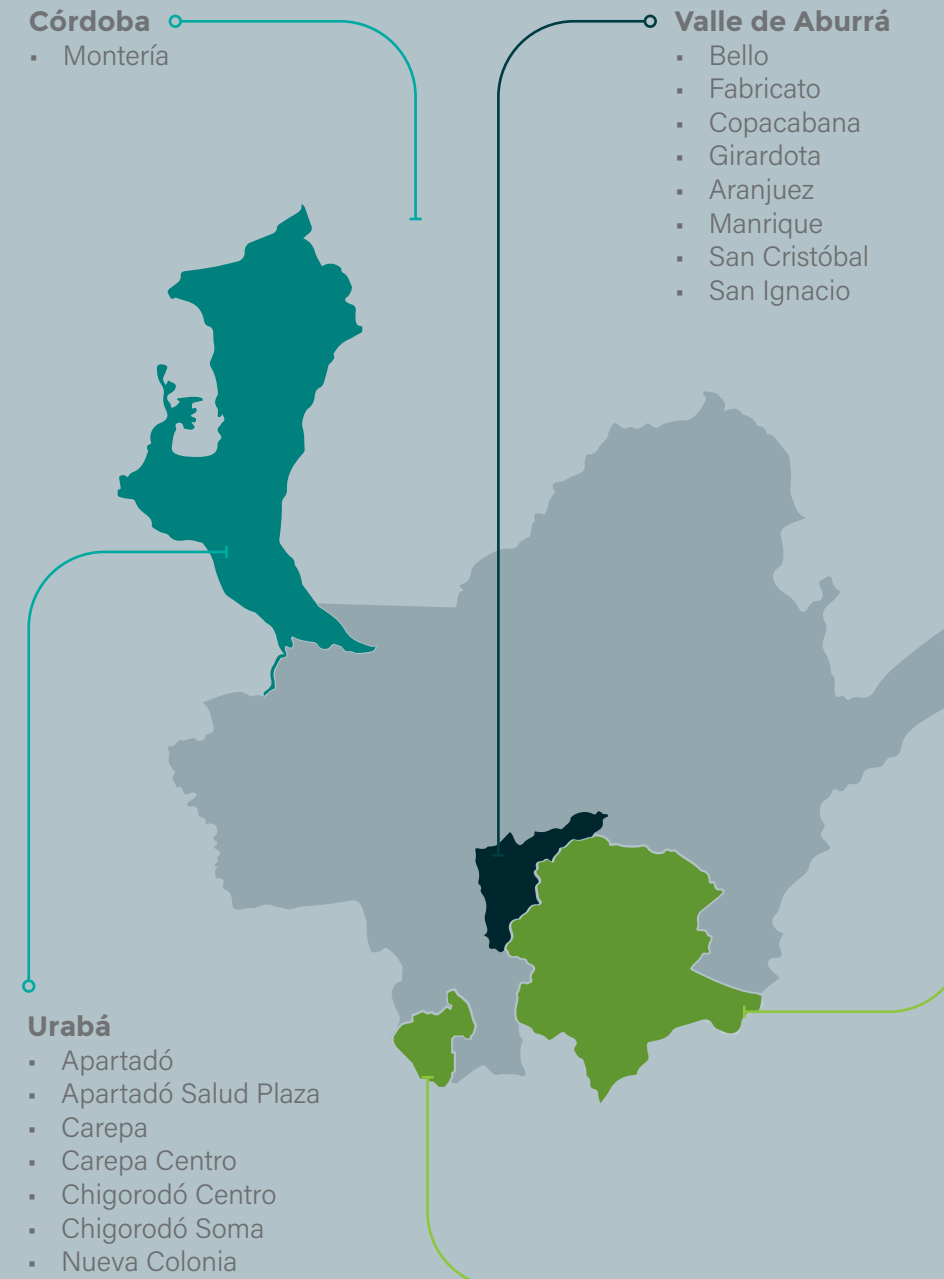 Córdoba
▪ Montería
Valle de Aburrá
▪ Bello
▪ Fabricato
▪ Copacabana
▪ Girardota
▪ Aranjuez
▪ Manrique
▪ San Cristóbal
▪ San Ignacio
Urabá
▪ Apartadó
▪ Apartadó Salud Plaza
▪ Carepa
▪ Carepa Centro
▪ Chigorodó Centro
▪ Chigorodó Soma
▪ Nueva Colonia